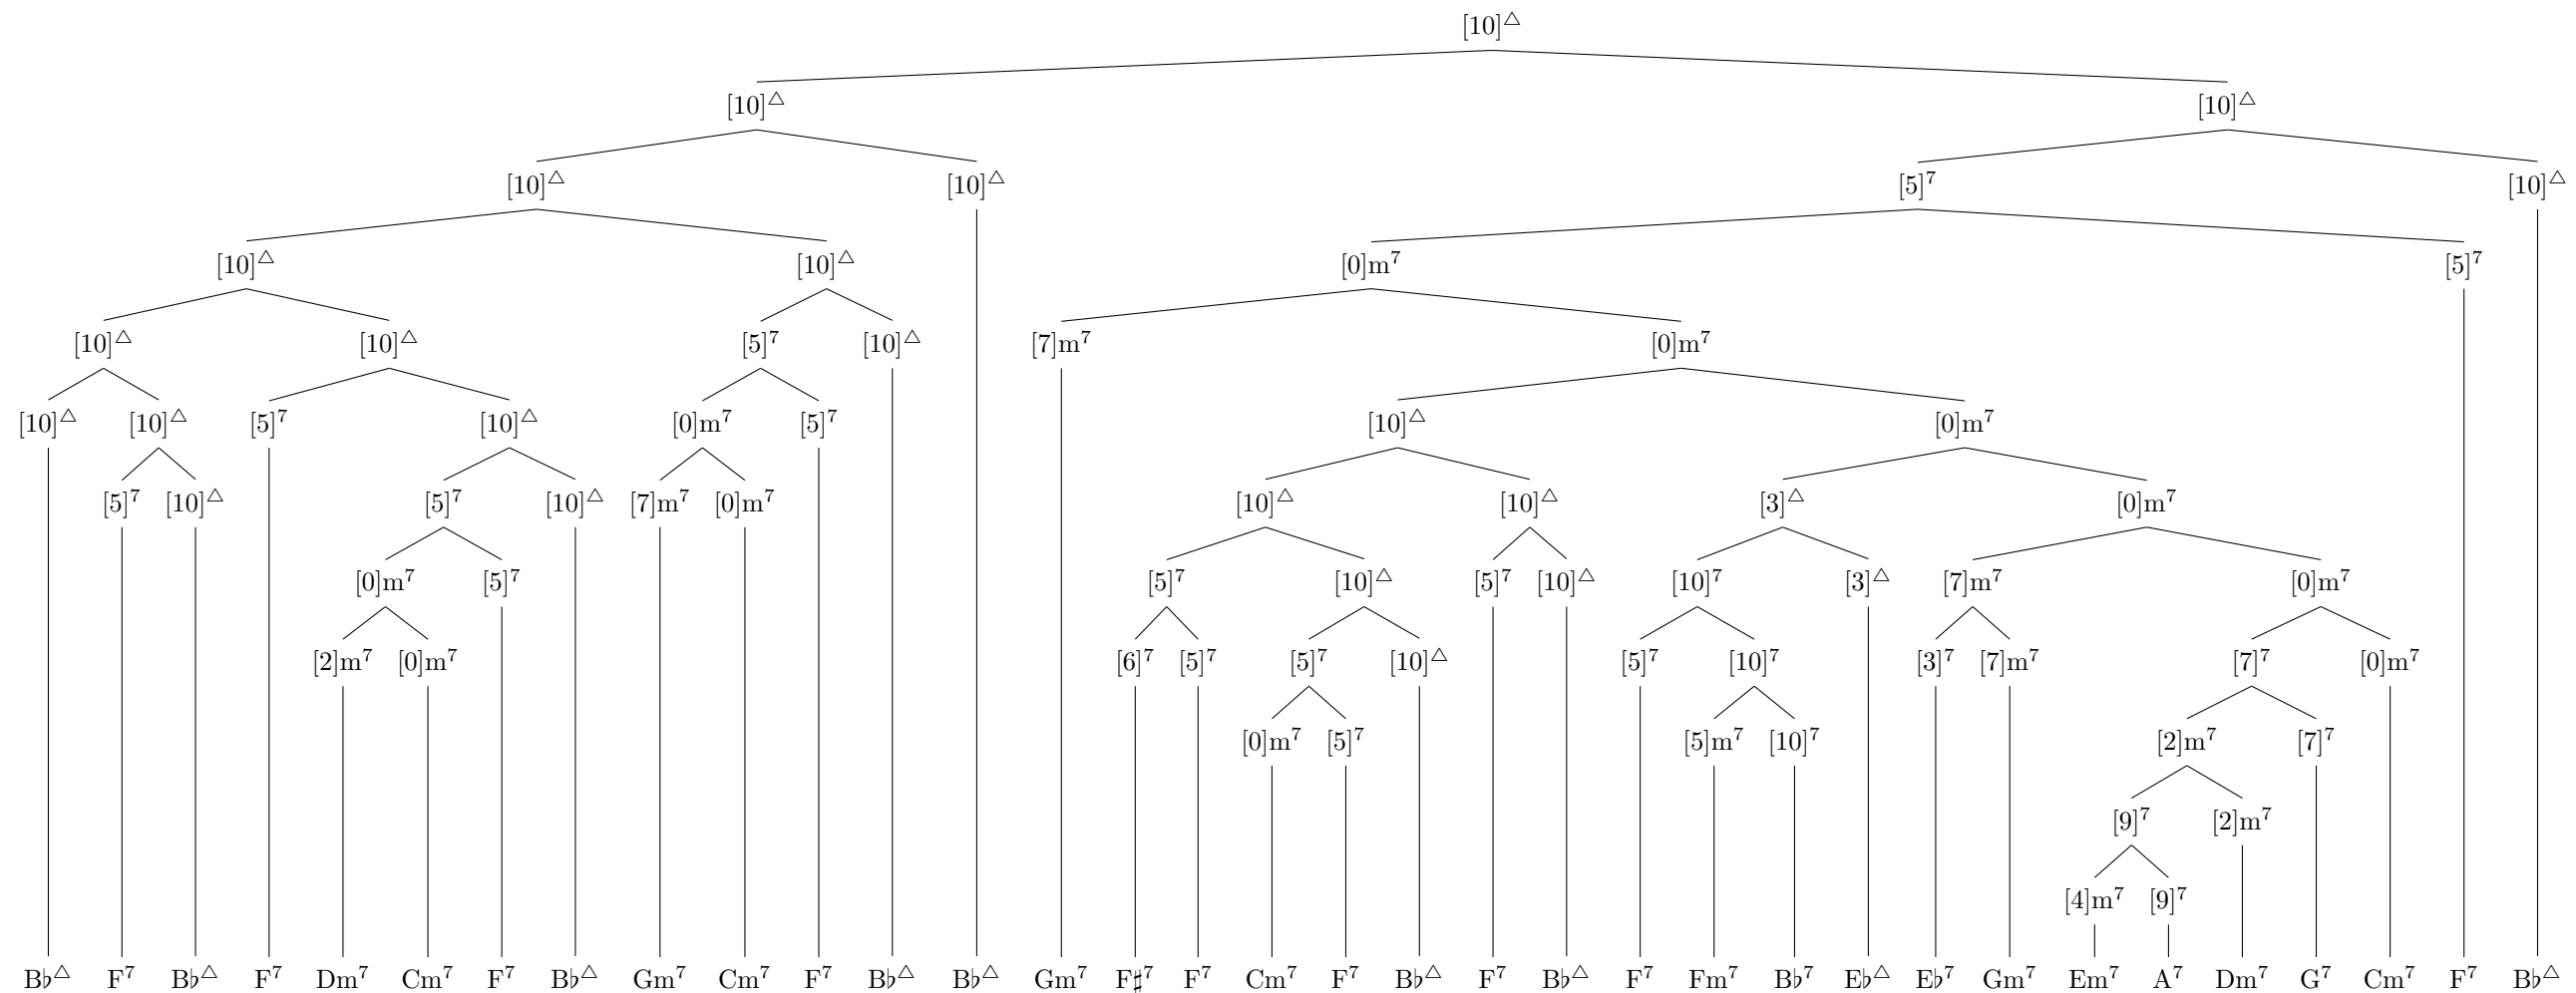 [10]△
[10]△ [10]△
[10]△ [10]△ [5]⁷ [10]△
[10]△ [10]△ [0]m⁷ [5]⁷
[10]△ [10]△ [5]⁷ [10]△ [7]m⁷ [0]m⁷
[10]△ [10]△ [5]⁷ [10]△ [0]m⁷ [5]⁷ [10]△ [0]m⁷
[5]⁷ [10]△ [5]⁷ [10]△ [7]m⁷ [0]m⁷ [10]△ [10]△ [3]△ [0]m⁷
[0]m⁷ [5]⁷ [5]⁷ [10]△ [5]⁷ [10]△ [10]⁷ [3]△ [7]m⁷ [0]m⁷
[2]m⁷ [0]m⁷ [6]⁷ [5]⁷ [5]⁷ [10]△ [5]⁷ [10]⁷ [3]⁷ [7]m⁷ [7]⁷ [0]m⁷
[0]m⁷ [5]⁷ [5]m⁷ [10]⁷ [2]m⁷ [7]⁷
[9]⁷ [2]m⁷
[4]m⁷ [9]⁷
B♭△ F⁷ B♭△ F⁷ Dm⁷ Cm⁷ F⁷ B♭△ Gm⁷ Cm⁷ F⁷ B♭△ B♭△ Gm⁷ F♯⁷ F⁷ Cm⁷ F⁷ B♭△ F⁷ B♭△ F⁷ Fm⁷ B♭⁷ E♭△ E♭⁷ Gm⁷ Em⁷ A⁷ Dm⁷ G⁷ Cm⁷ F⁷ B♭△